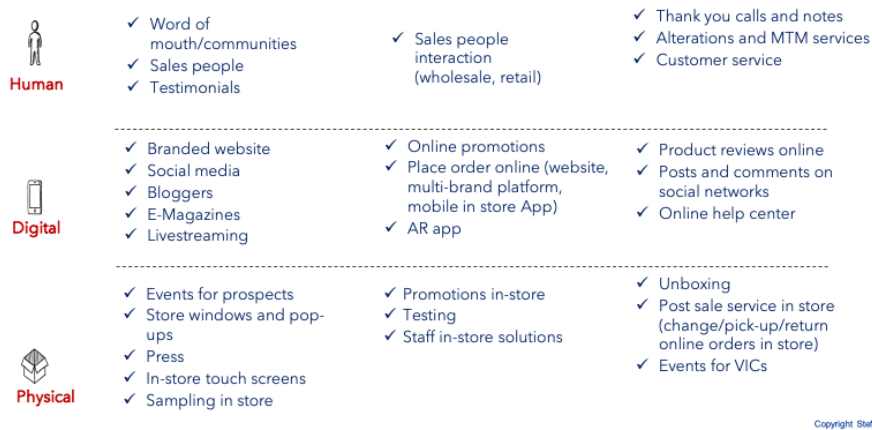 Human
✓ Word of
mouth/communities
✓ Sales people
✓ Testimonials
✓ Sales people
interaction
(wholesale, retail)
✓ Thank you calls and notes
✓ Alterations and MTM services
✓ Customer service
Digital
✓ Branded website
✓ Social media
✓ Bloggers
✓ E-Magazines
✓ Livestreaming
✓ Online promotions
✓ Place order online (website,
multi-brand platform,
mobile in store App)
✓ AR app
✓ Product reviews online
✓ Posts and comments on
social networks
✓ Online help center
Physical
✓ Events for prospects
✓ Store windows and pop-
ups
✓ Press
✓ In-store touch screens
✓ Sampling in store
✓ Promotions in-store
✓ Testing
✓ Staff in-store solutions
✓ Unboxing
✓ Post sale service in store
(change/pick-up/return
online orders in store)
✓ Events for VICs
Copyright Stef